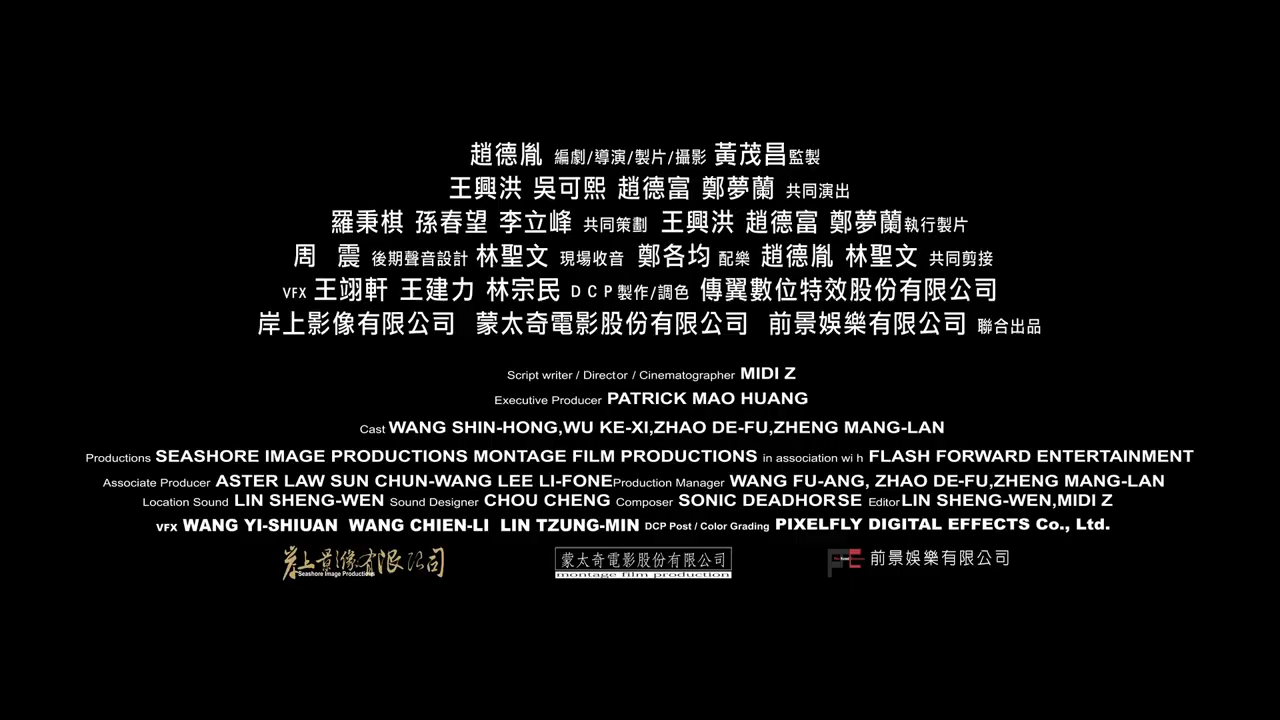 趙德胤 編劇/導演/製片/攝影 黃茂昌監製
王興洪 吳可熙 趙德富 鄭夢蘭 共同演出
羅秉棋 孫春望 李立峰 共同策劃 王興洪 趙德富 鄭夢蘭執行製片
周 震 後期聲音設計 林聖文 現場收音 鄭各均 配樂 趙德胤 林聖文 共同剪接
VFX 王翊軒 王建力 林宗民 DCP製作/調色 傳翼數位特效股份有限公司
岸上影像有限公司 蒙太奇電影股份有限公司 前景娛樂有限公司 聯合出品
Script writer / Director / Cinematographer MIDI Z
Executive Producer PATRICK MAO HUANG
Cast WANG SHIN-HONG,WU KE-XI,ZHAO DE-FU,ZHENG MANG-LAN
Productions SEASHORE IMAGE PRODUCTIONS MONTAGE FILM PRODUCTIONS in association wi h FLASH FORWARD ENTERTAINMENT
Associate Producer ASTER LAW SUN CHUN-WANG LEE LI-FONEProduction Manager WANG FU-ANG, ZHAO DE-FU,ZHENG MANG-LAN
Location Sound LIN SHENG-WEN Sound Designer CHOU CHENG Composer SONIC DEADHORSE Editor LIN SHENG-WEN,MIDI Z
VFX WANG YI-SHIUAN WANG CHIEN-LI LIN TZUNG-MIN DCP Post / Color Grading PIXELFLY DIGITAL EFFECTS Co., Ltd.
岸上影像有限公司
Seashore Image Productions
蒙太奇電影股份有限公司
montage film production
前景娛樂有限公司